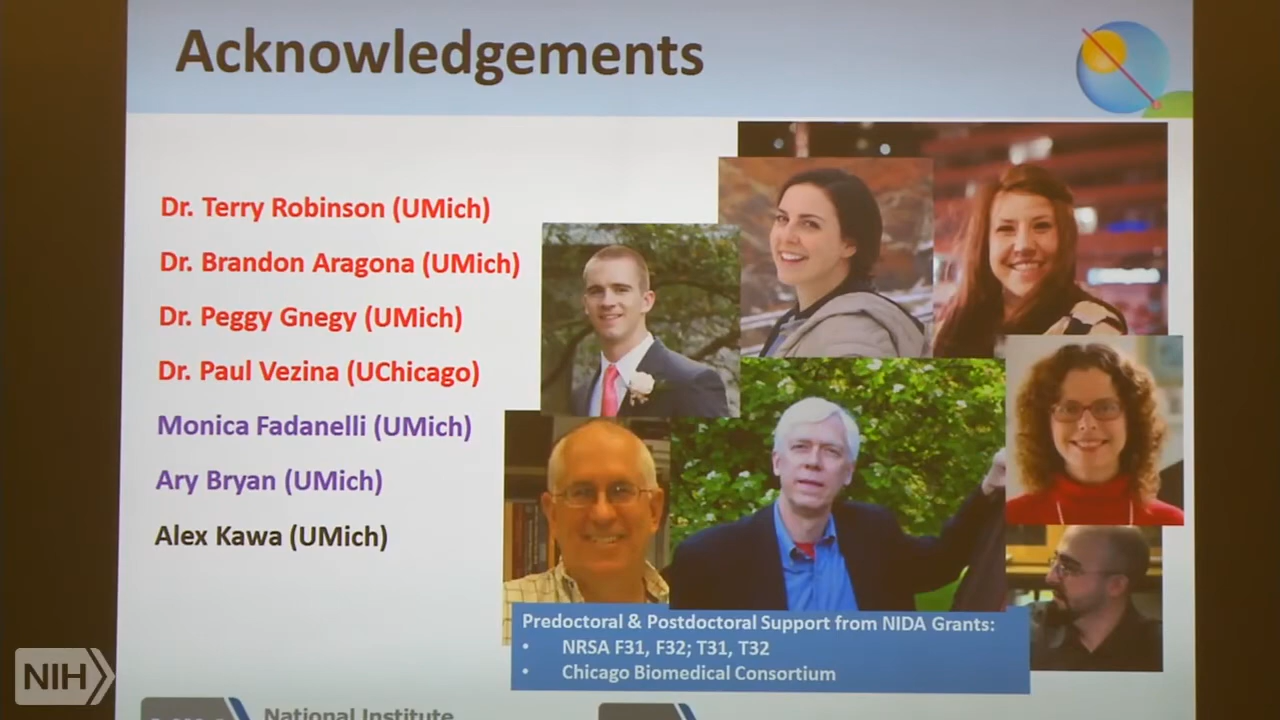 Acknowledgements
Dr. Terry Robinson (UMich)
Dr. Brandon Aragona (UMich)
Dr. Peggy Gnegy (UMich)
Dr. Paul Vezina (UChicago)
Monica Fadanelli (UMich)
Ary Bryan (UMich)
Alex Kawa (UMich)
Predoctoral & Postdoctoral Support from NIDA Grants:
• NRSA F31, F32; T31, T32
• Chicago Biomedical Consortium
NIH
National Institute